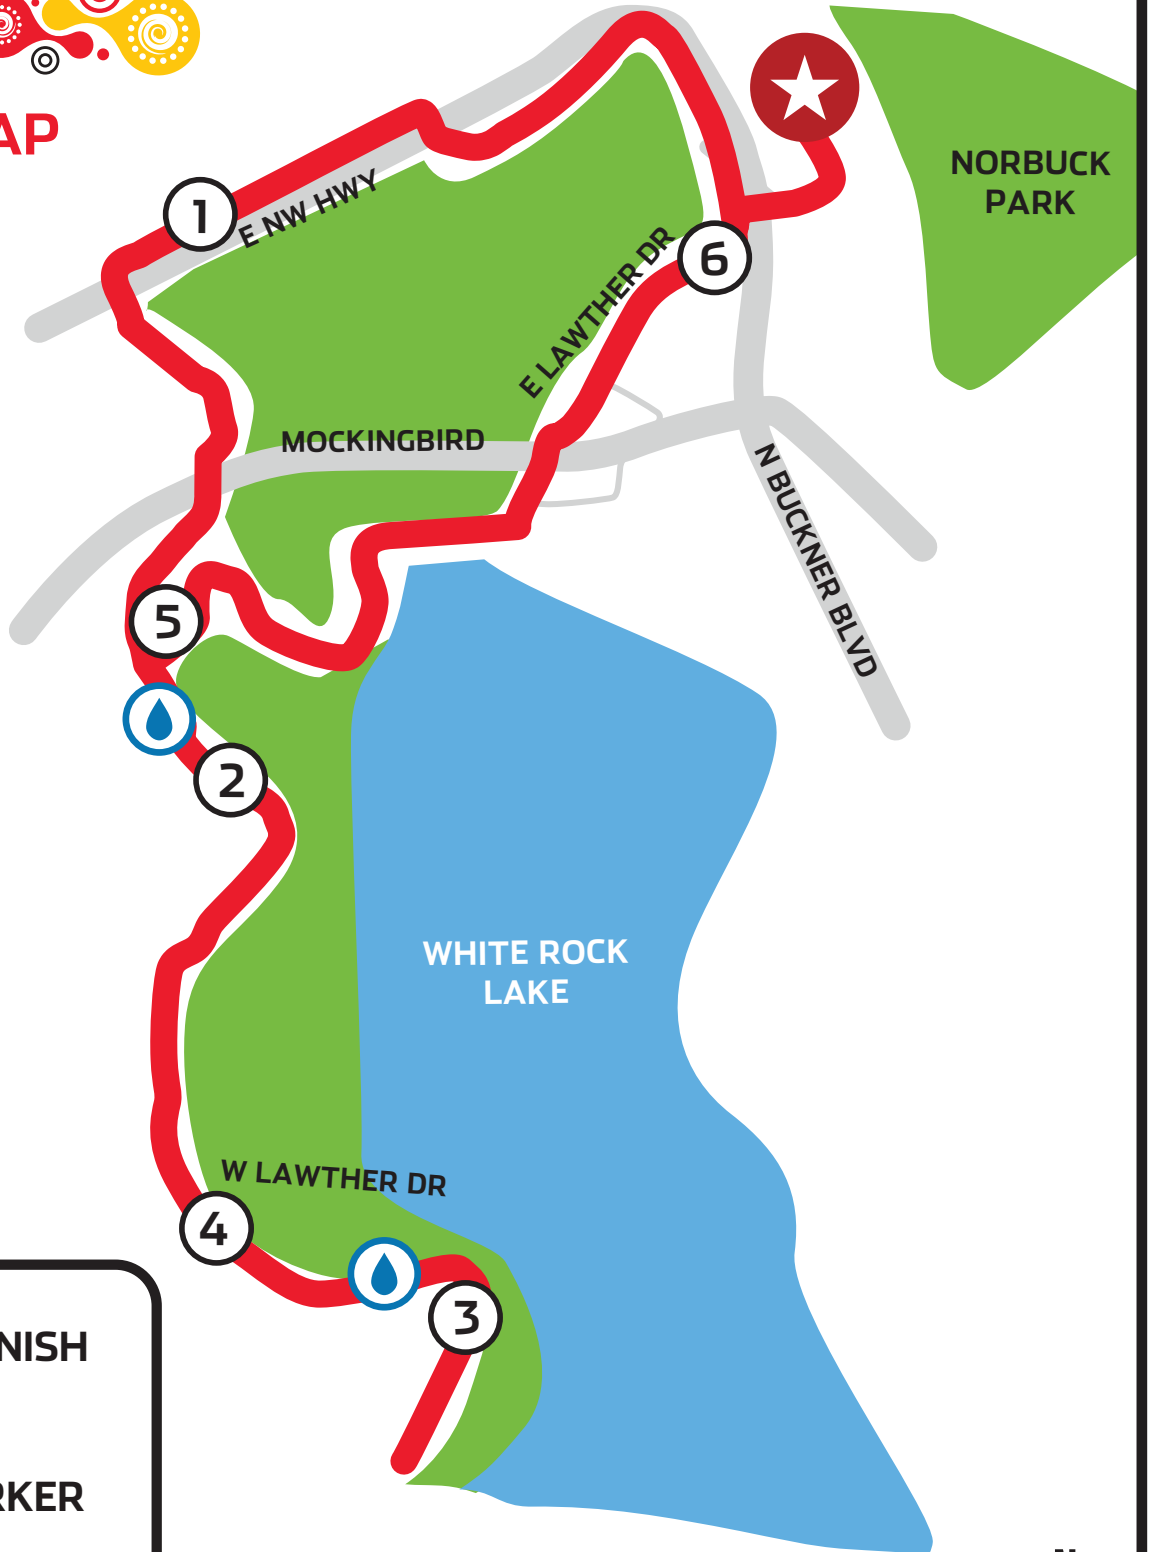 AP
NORBUCK
PARK
1
E NW HWY
6
E LAWTHER DR
MOCKINGBIRD
N BUCKNER BLVD
5
2
WHITE ROCK
LAKE
W LAWTHER DR
4
3
NISH
RKER